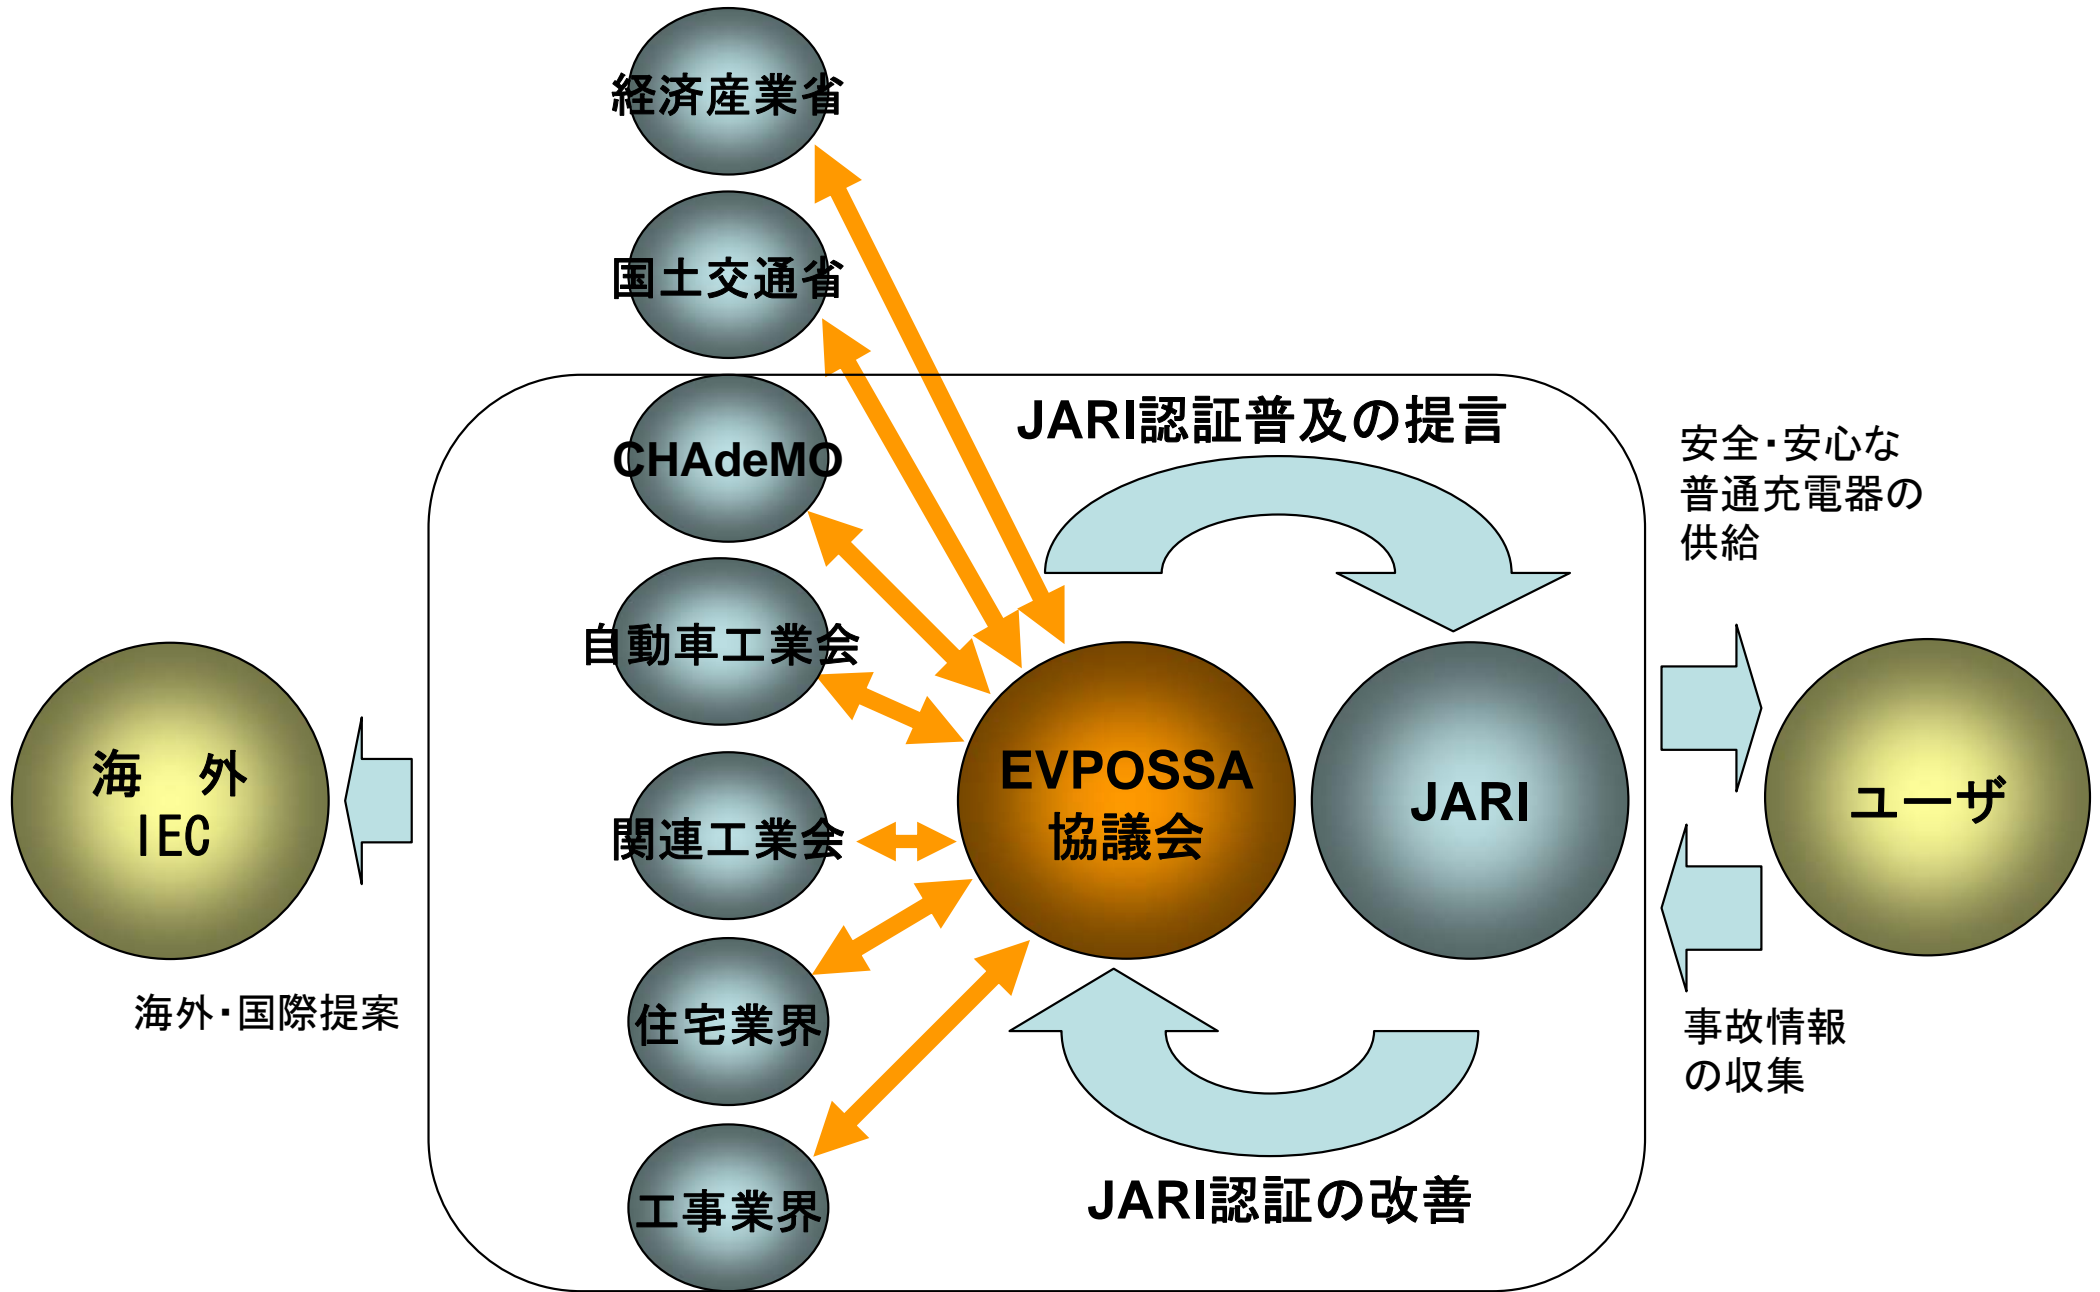 経済産業省
国土交通省
CHAdeMO
自動車工業会
関連工業会
住宅業界
工事業界
JARI認証普及の提言
EVPOSSA
協議会
JARI
JARI認証の改善
海　外
IEC
海外・国際提案
安全・安心な
普通充電器の
供給
ユーザ
事故情報
の収集